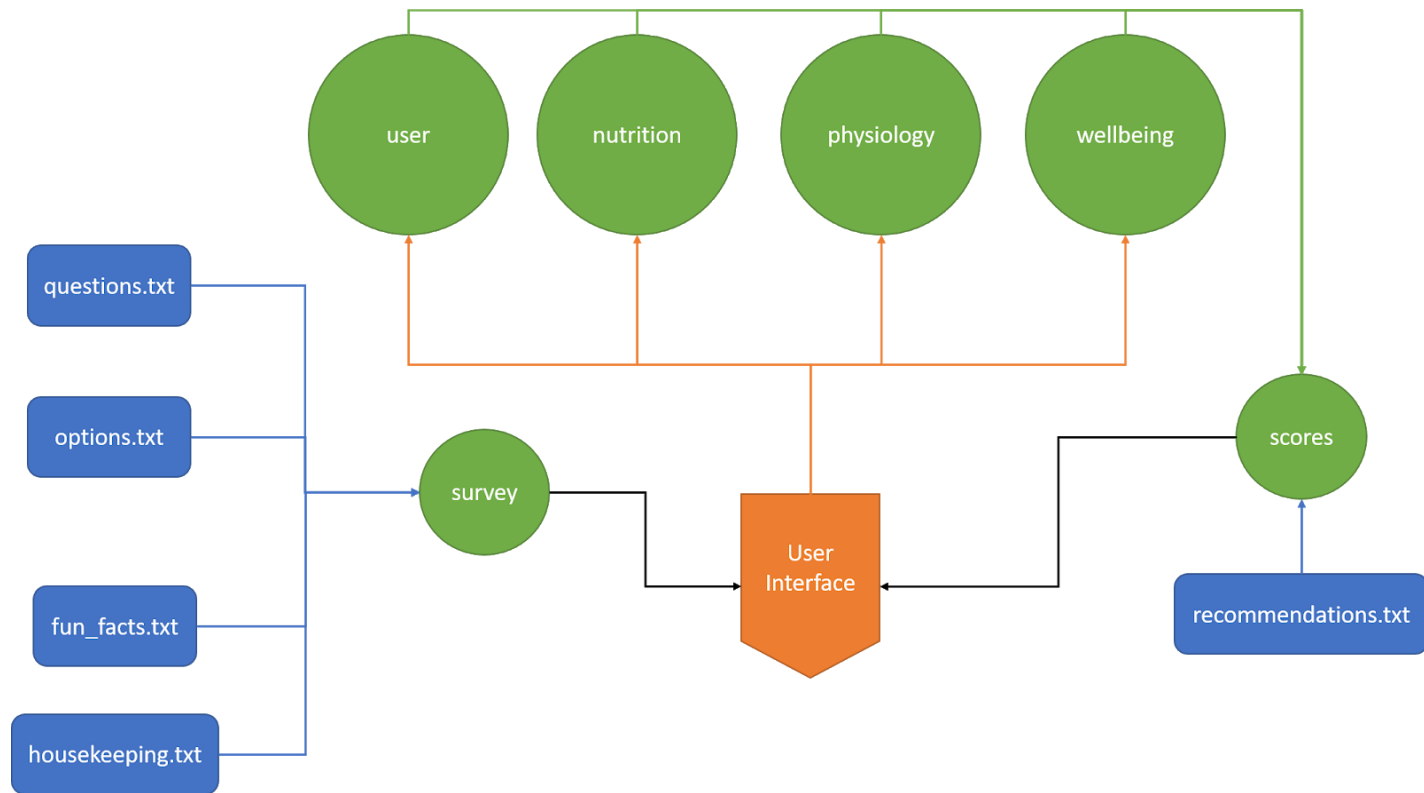 user
nutrition
physiology
wellbeing
questions.txt
options.txt
scores
survey
User
Interface
recommendations.txt
fun_facts.txt
housekeeping.txt